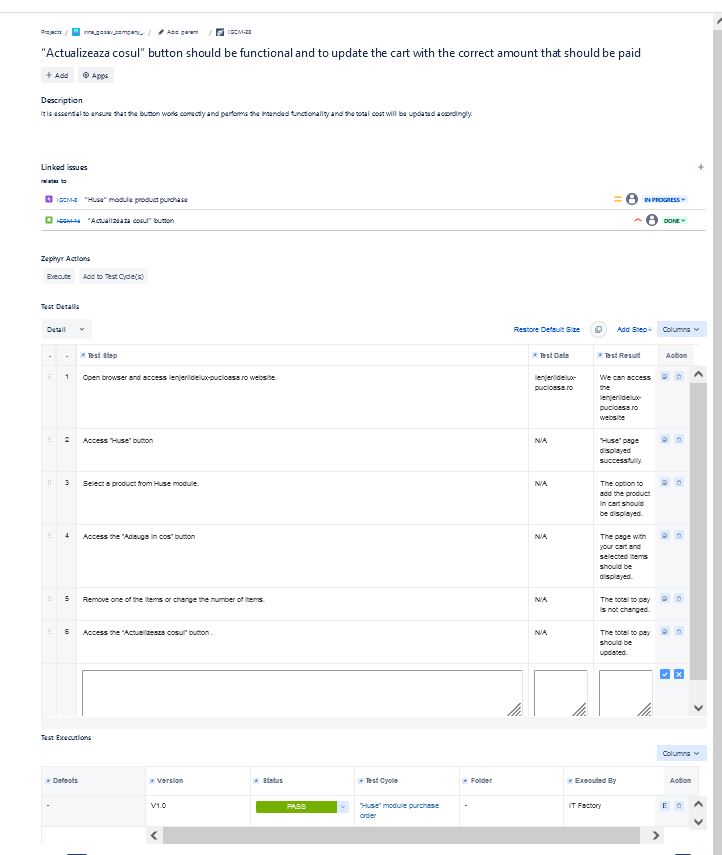 Projects / irina_gosav_company_... / Add parent / IGCM-28
"Actualizeaza cosul" button should be functional and to update the cart with the correct amount that should be paid
+ Add Apps
Description
It is essential to ensure that the button works correctly and performs the intended functionality and the total cost will be updated accordingly.
Linked issues +
relates to
IGCM-8 "Huse" module product purchase IN PROGRESS
"Actualizeaza cosul" button DONE
Zephyr Actions
Execute Add to Test Cycle(s)
Test Details
Detail Restore Default Size Add Step Columns
- - Test Step Test Data Test Result Action
1 Open browser and access lenjeriidelux-pucioasa.ro website. lenjeriidelux- We can access
pucioasa.ro the
lenjeriidelux-
pucioasa.ro
website
2 Access "Huse" button N/A "Huse" page
displayed
successfully.
3 Select a product from Huse module. N/A The option to
add the product
in cart should
be displayed.
4 Access the "Adauga in cos" button N/A The page with
your cart and
selected items
should be
displayed.
5 Remove one of the items or change the number of items. N/A The total to pay
is not changed.
6 Access the "Actualizeaza cosul" button . N/A The total to pay
should be
updated.
Test Executions
Columns
Defects Version Status Test Cycle Folder Executed By Action
- V1.0 PASS "Huse" module purchase - IT Factory E
order